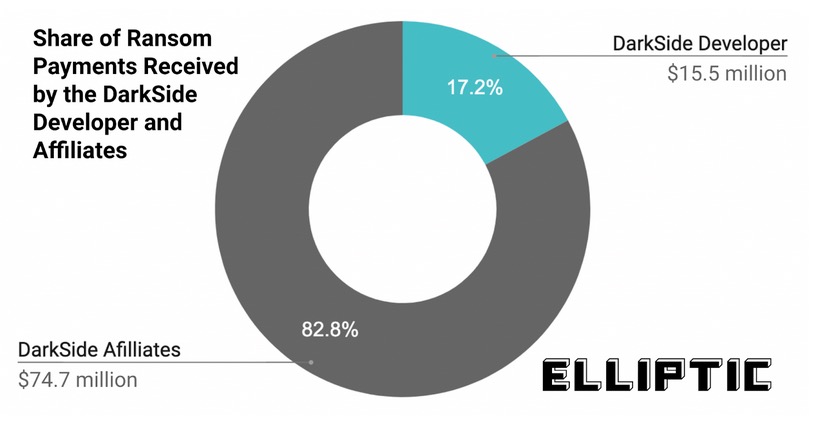 Share of Ransom
Payments Received
by the DarkSide
Developer and
Affiliates
DarkSide Developer
$15.5 million
17.2%
82.8%
DarkSide Afilliates
$74.7 million
ELLIPTIC